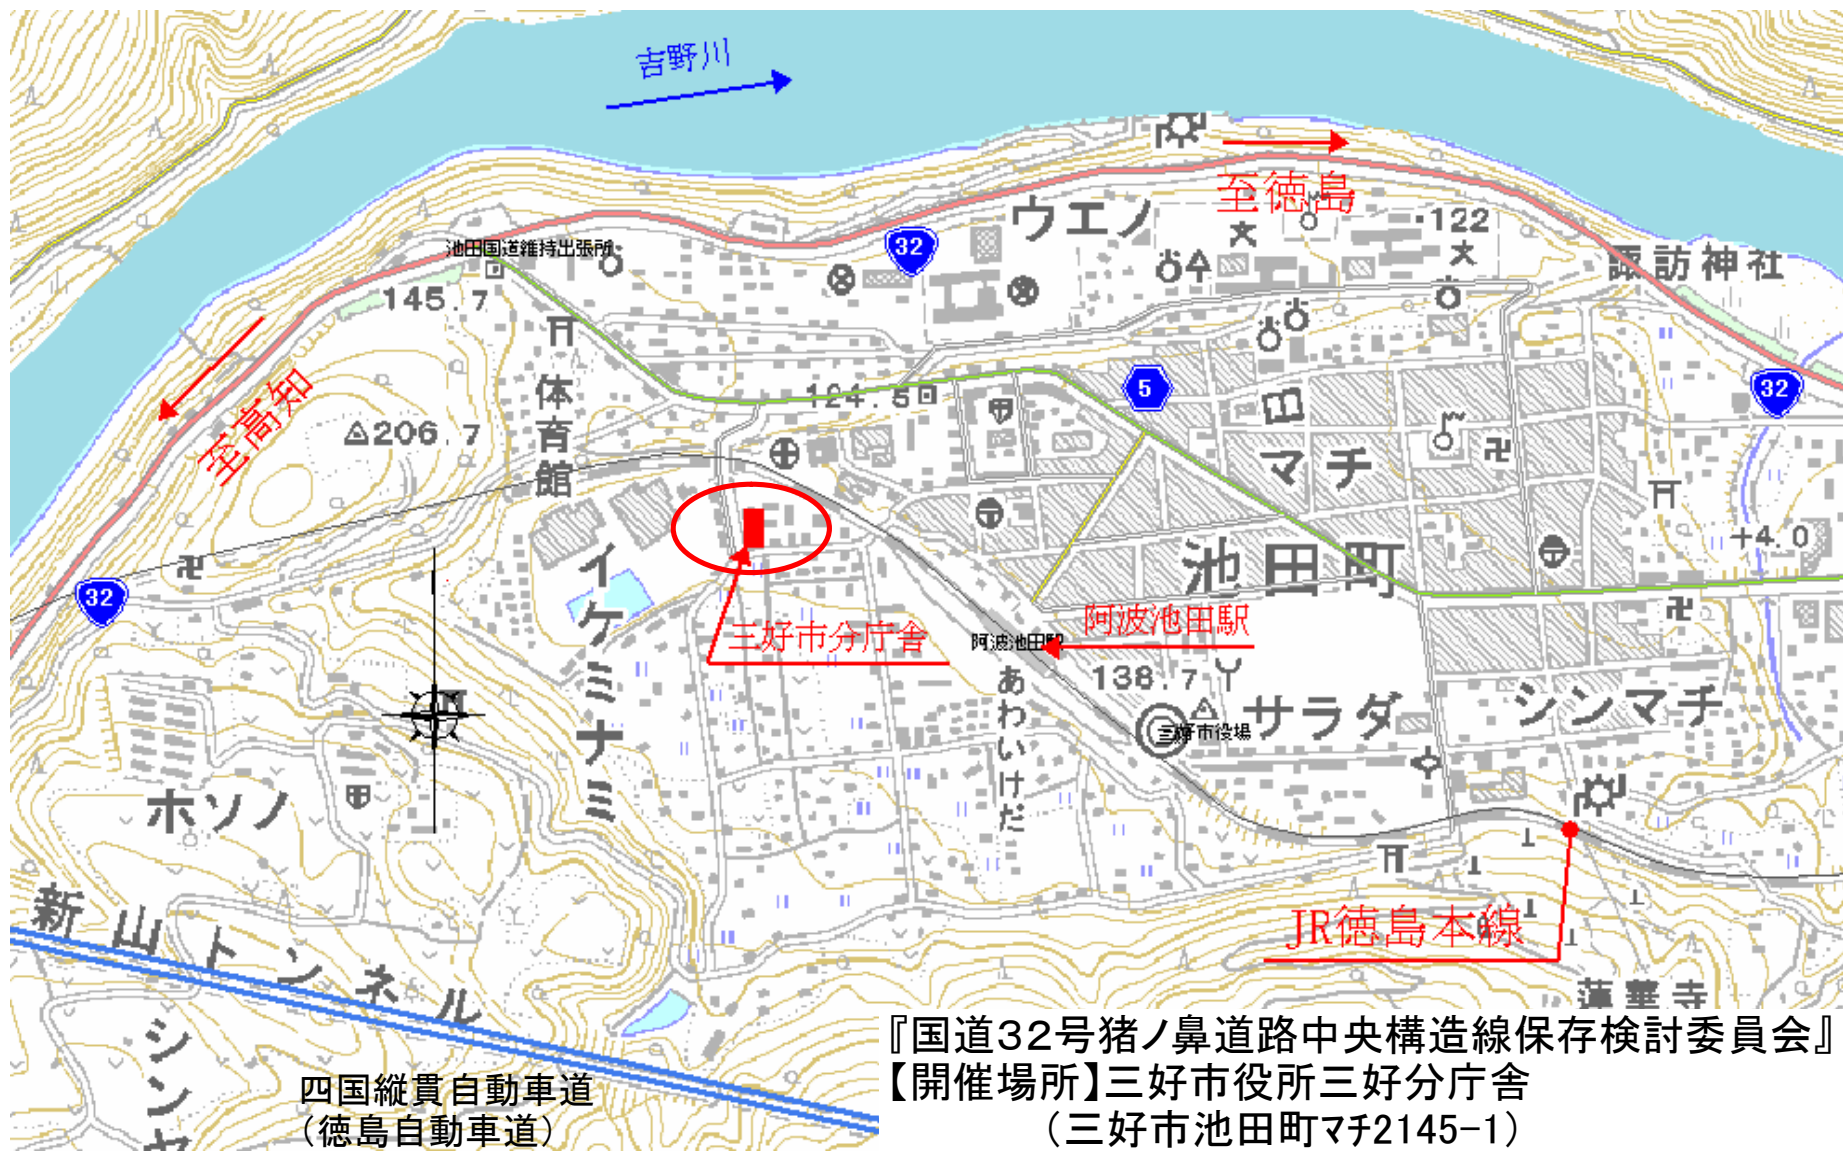 吉野川
至徳島
ウエノ
・122
32
池田国道維持出張所
諏訪神社
145.7
体育館
至高知
124.5
5
32
206.7
マチ
+4.0
池田町
32
イケミナミ
三好市分庁舎
阿波池田駅
阿波池田駅
あわいけだ
138.7
三好市役場
サラダ
シンマチ
ホソノ
新山トンネル
JR徳島本線
蓮華寺
シンヤ
四国縦貫自動車道
(徳島自動車道)
『国道32号猪ノ鼻道路中央構造線保存検討委員会』
【開催場所】三好市役所三好分庁舎
(三好市池田町マチ2145-1)